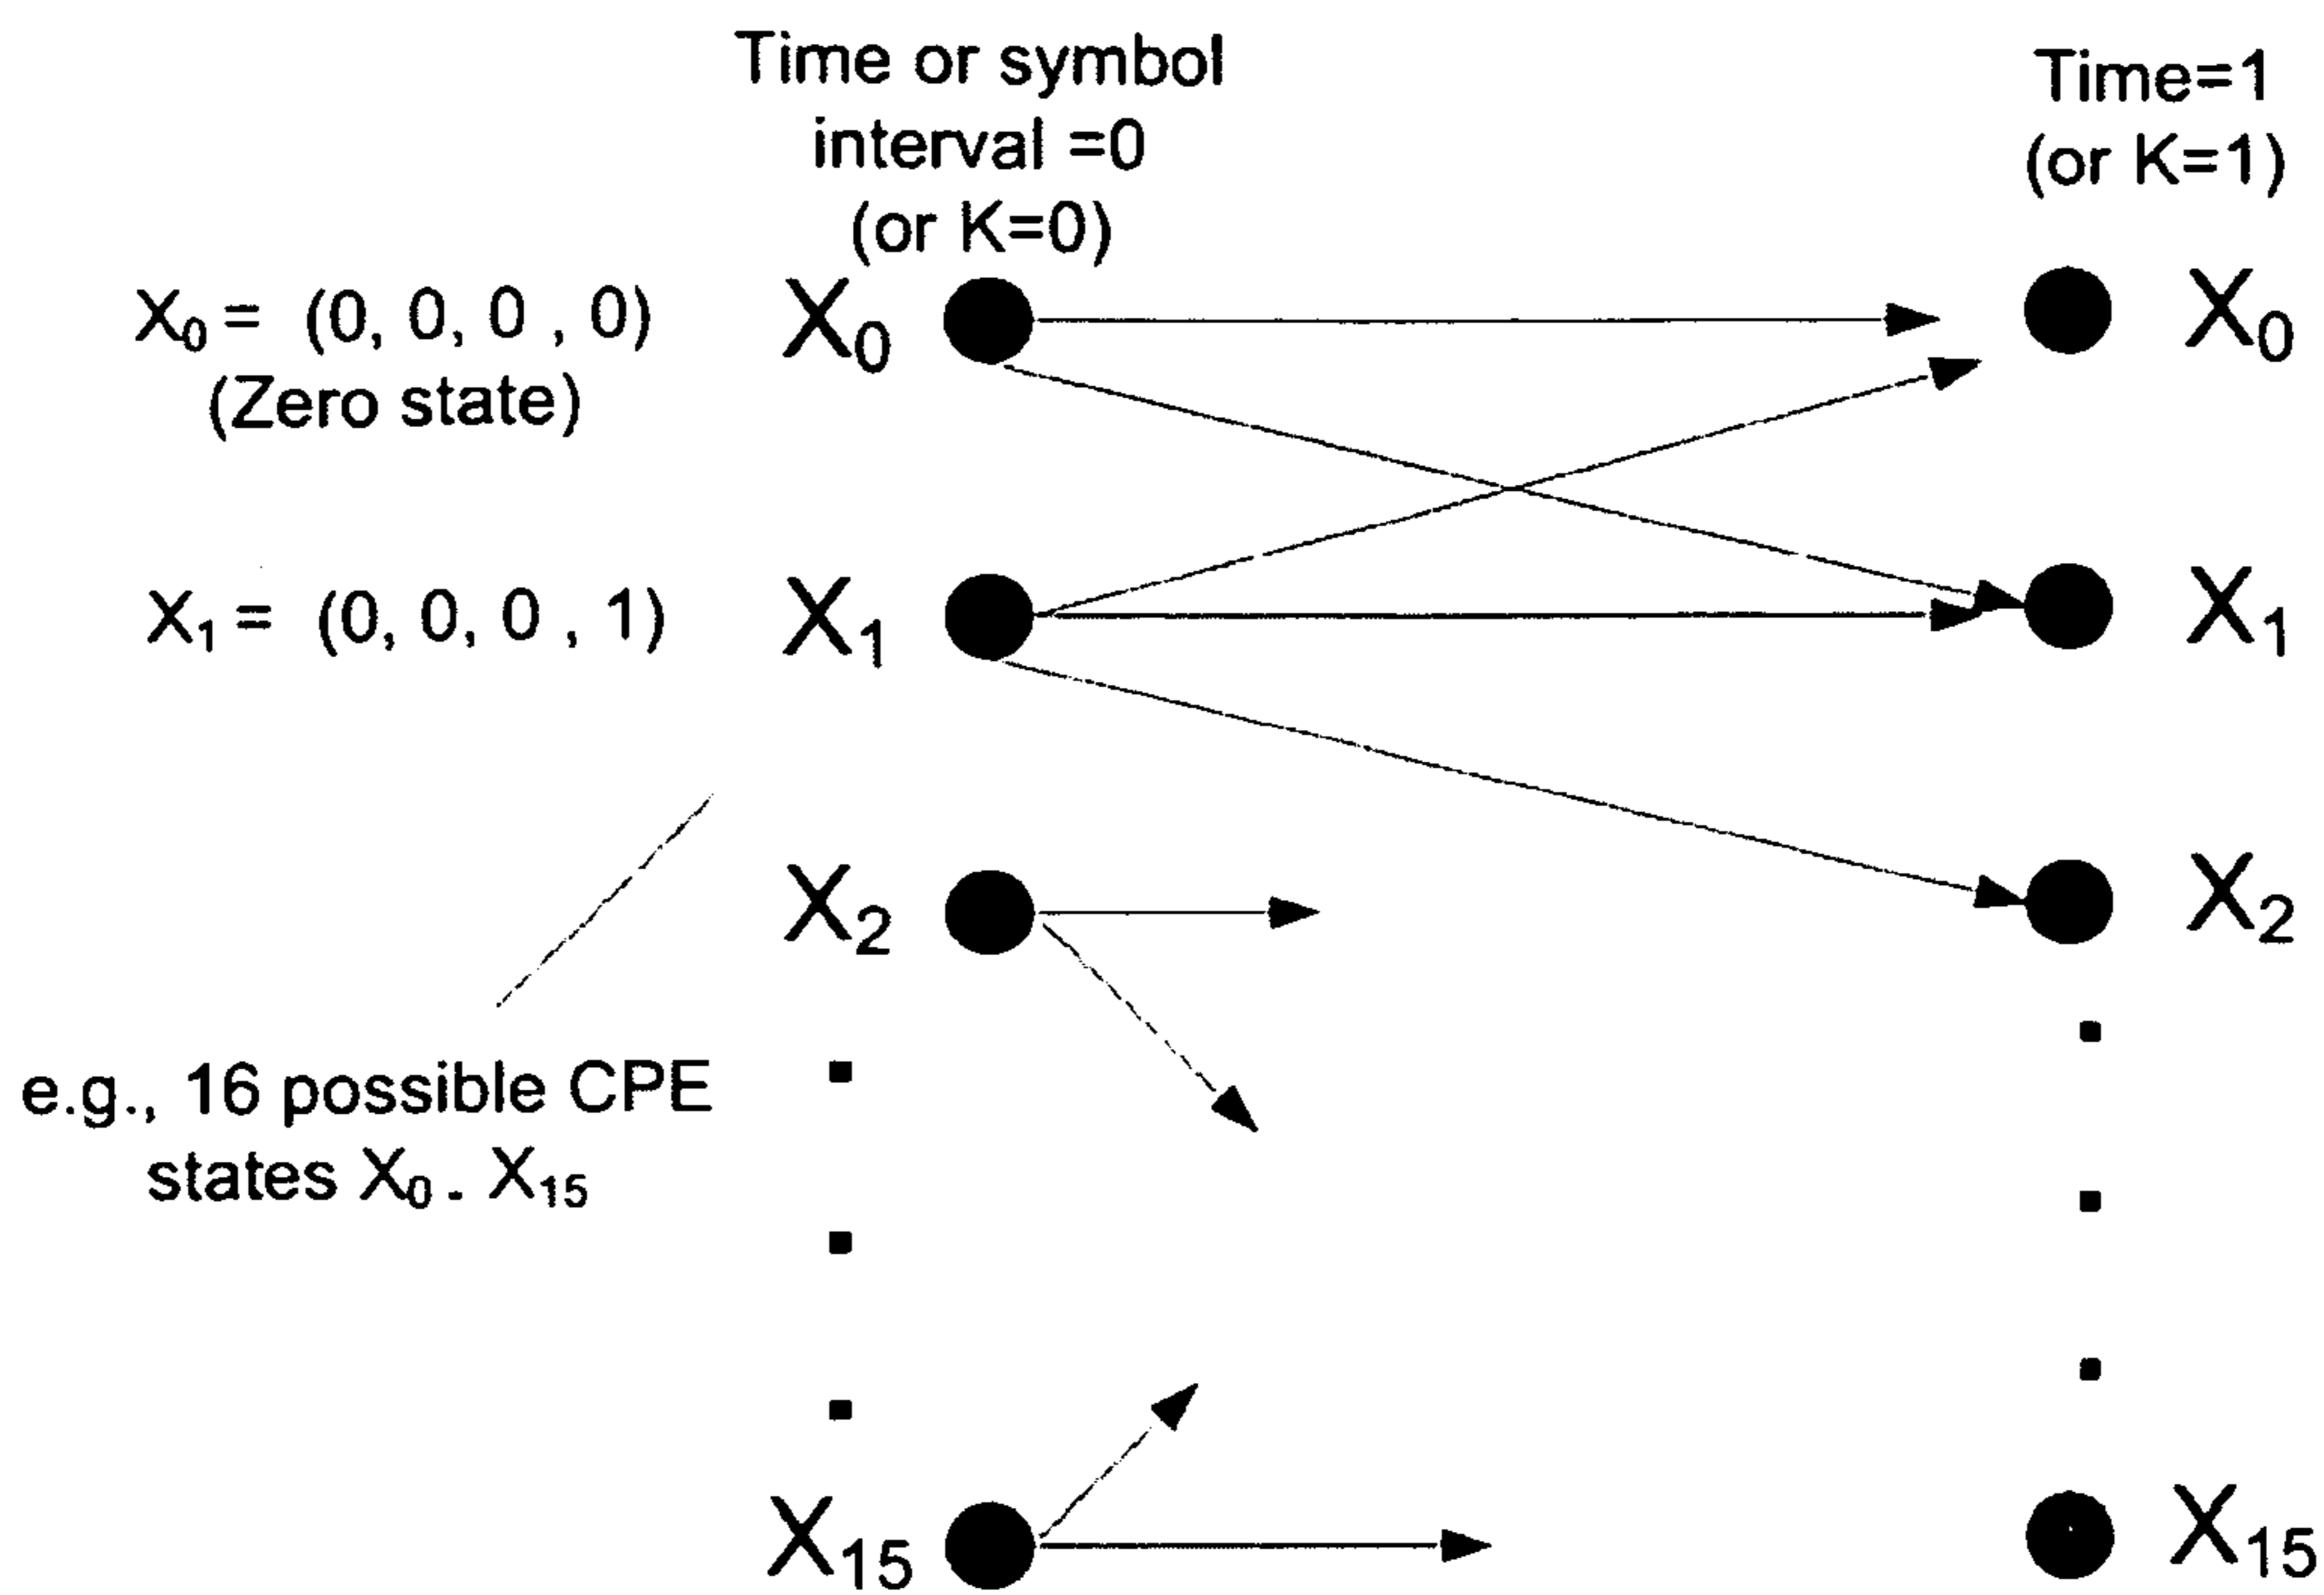 Time or symbol
interval =0
(or K=0)
Time=1
(or K=1)
X₀ = (0, 0, 0 , 0)
(Zero state)
X₀
X₀
X₁ = (0, 0, 0 , 1)
X₁
X₁
X₂
X₂
e.g., 16 possible CPE
states X₀ . X₁₅
X₁₅
X₁₅